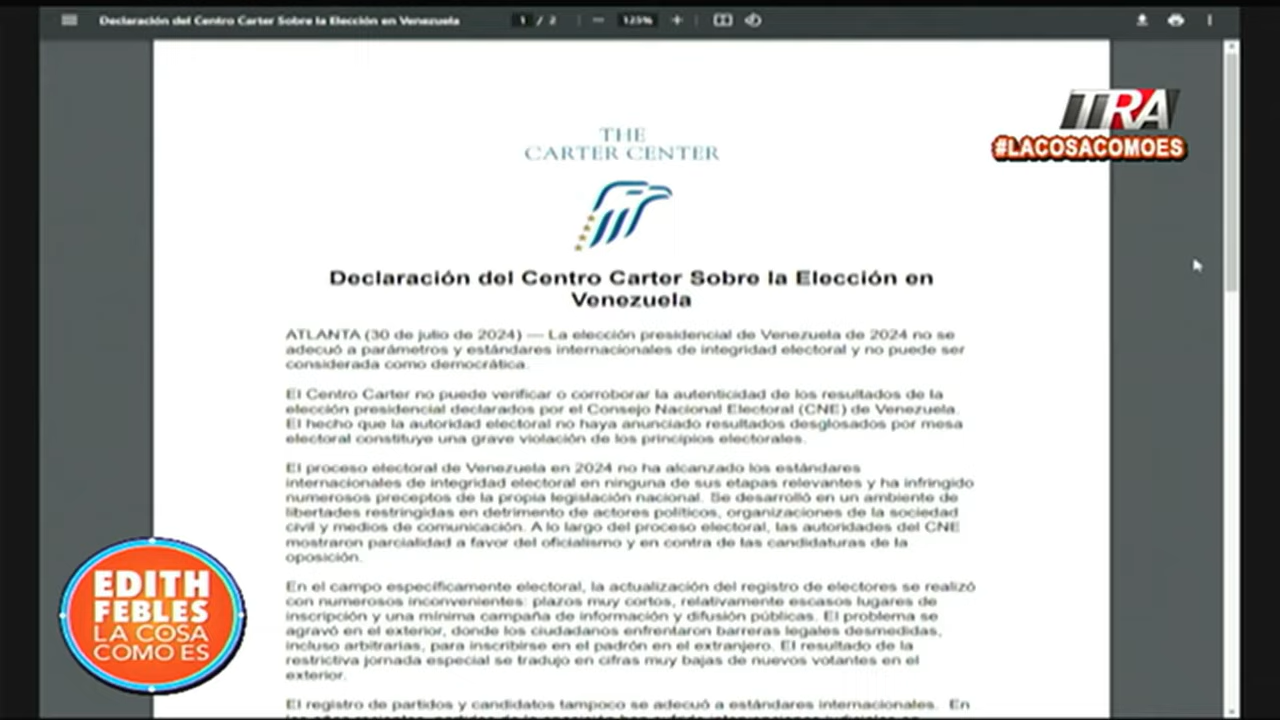 Declaración del Centro Carter Sobre la Elección en Venezuela
1 / 2
125%
TRA
#LACOSACOMOES
THE
CARTER CENTER
Declaración del Centro Carter Sobre la Elección en
Venezuela
ATLANTA (30 de julio de 2024) — La elección presidencial de Venezuela de 2024 no se
adecuó a parámetros y estándares internacionales de integridad electoral y no puede ser
considerada como democrática.
El Centro Carter no puede verificar o corroborar la autenticidad de los resultados de la
elección presidencial declarados por el Consejo Nacional Electoral (CNE) de Venezuela.
El hecho que la autoridad electoral no haya anunciado resultados desglosados por mesa
electoral constituye una grave violación de los principios electorales.
El proceso electoral de Venezuela en 2024 no ha alcanzado los estándares
internacionales de integridad electoral en ninguna de sus etapas relevantes y ha infringido
numerosos preceptos de la propia legislación nacional. Se desarrolló en un ambiente de
libertades restringidas en detrimento de actores políticos, organizaciones de la sociedad
civil y medios de comunicación. A lo largo del proceso electoral, las autoridades del CNE
mostraron parcialidad a favor del oficialismo y en contra de las candidaturas de la
oposición.
En el campo específicamente electoral, la actualización del registro de electores se realizó
con numerosos inconvenientes: plazos muy cortos, relativamente escasos lugares de
inscripción y una mínima campaña de información y difusión públicas. El problema se
agravó en el exterior, donde los ciudadanos enfrentaron barreras legales desmedidas,
incluso arbitrarias, para inscribirse en el padrón en el extranjero. El resultado de la
restrictiva jornada especial se tradujo en cifras muy bajas de nuevos votantes en el
exterior.
El registro de partidos y candidatos tampoco se adecuó a estándares internacionales. En
EDITH
FEBLES
LA COSA
COMO ES